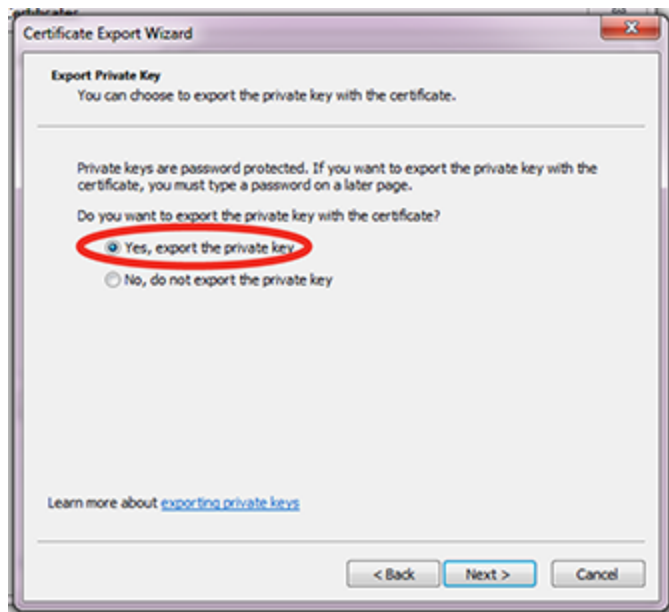 Certificate Export Wizard
Export Private Key
You can choose to export the private key with the certificate.
Private keys are password protected. If you want to export the private key with the
certificate, you must type a password on a later page.
Do you want to export the private key with the certificate?
Yes, export the private key
No, do not export the private key
Learn more about exporting private keys
< Back
Next >
Cancel